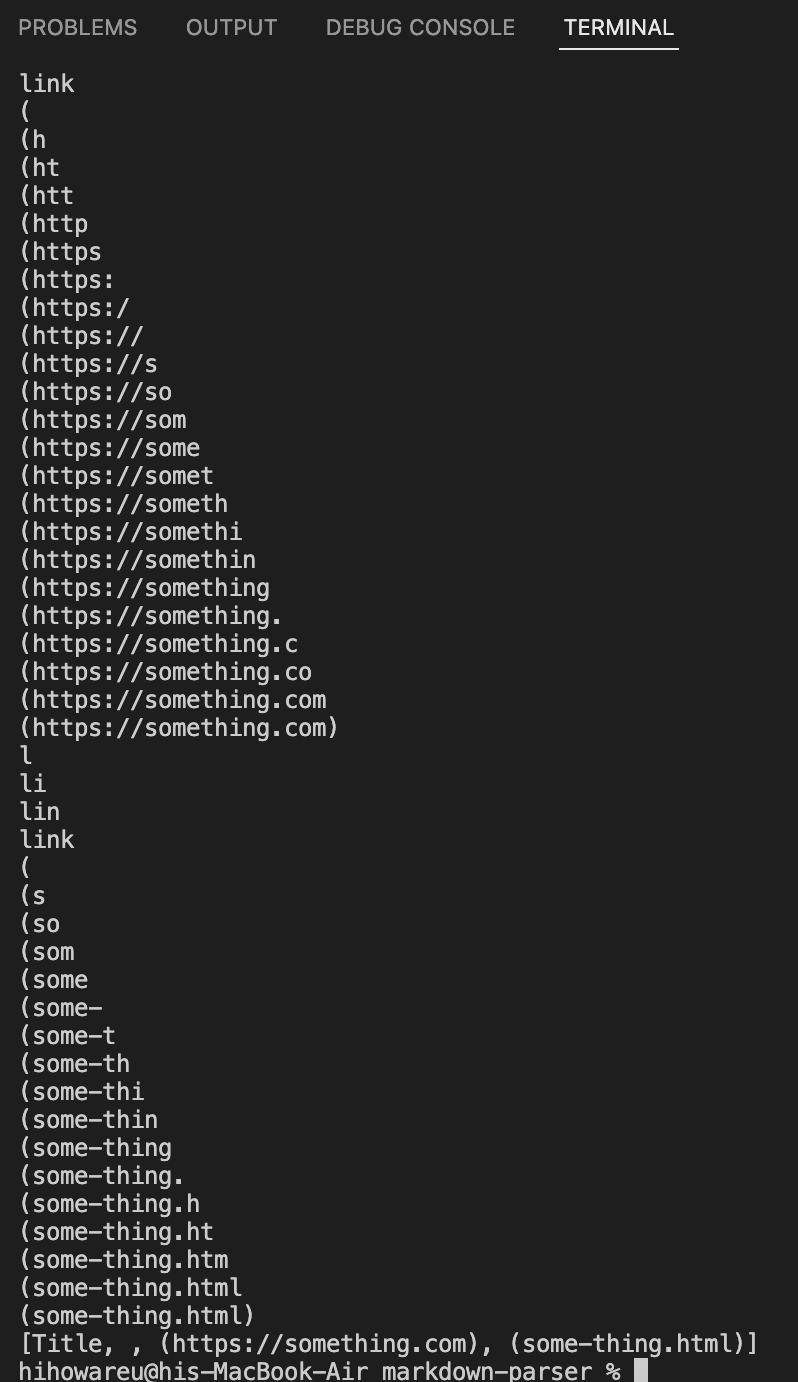 PROBLEMS OUTPUT DEBUG CONSOLE TERMINAL
link
(
(h
(ht
(htt
(http
(https
(https:
(https:/
(https://
(https://s
(https://so
(https://som
(https://some
(https://somet
(https://someth
(https://somethi
(https://somethin
(https://something
(https://something.
(https://something.c
(https://something.co
(https://something.com
(https://something.com)
l
li
lin
link
(
(s
(so
(som
(some
(some-
(some-t
(some-th
(some-thi
(some-thin
(some-thing
(some-thing.
(some-thing.h
(some-thing.ht
(some-thing.htm
(some-thing.html
(some-thing.html)
[Title, , (https://something.com), (some-thing.html)]
hihowareu@his-MacBook-Air markdown-parser %